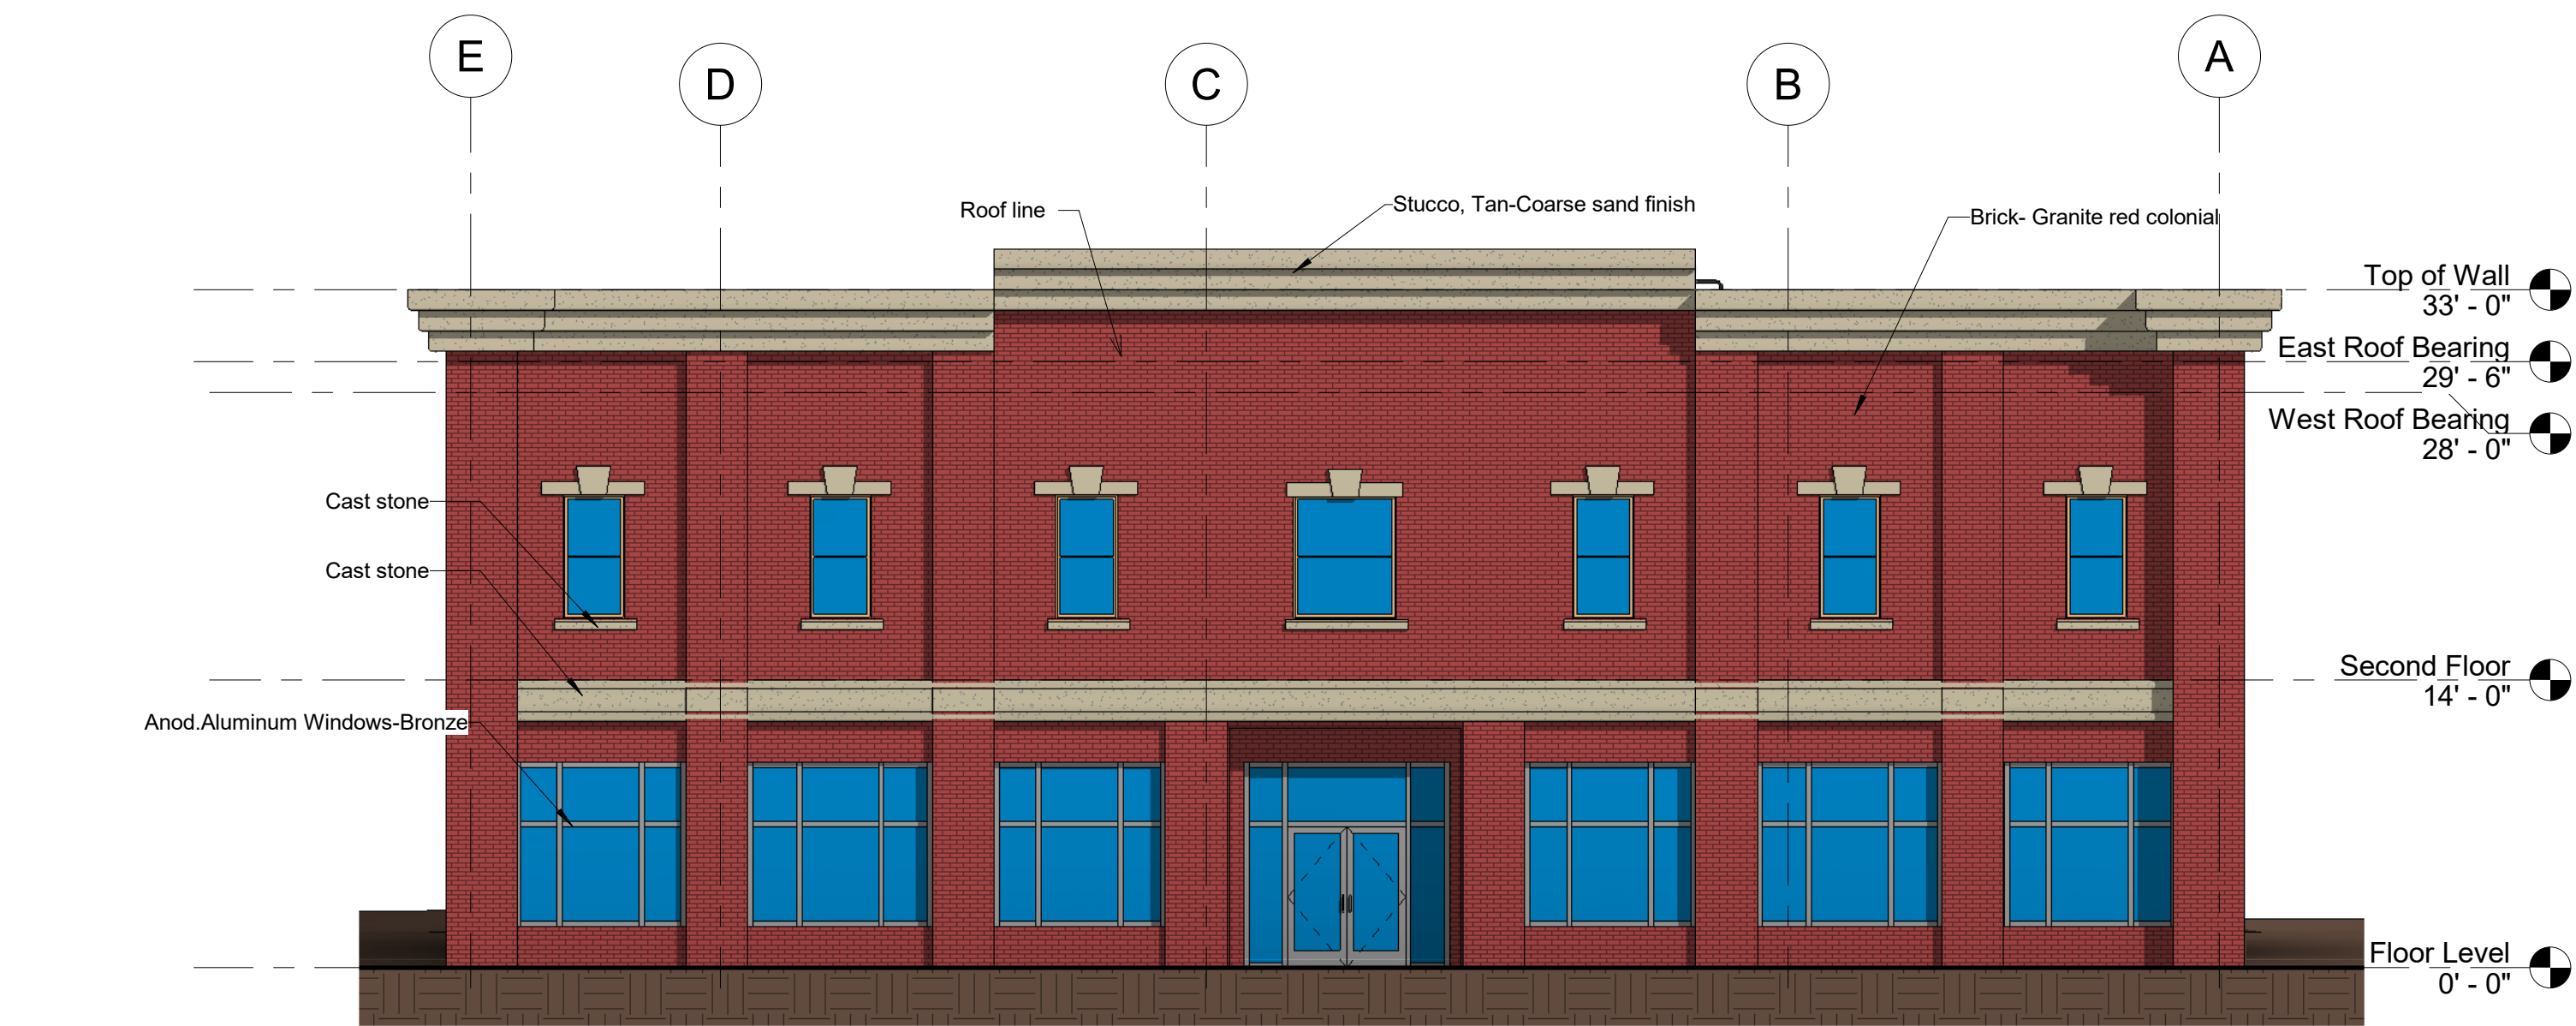 E
D
C
B
A
Roof line
Stucco, Tan-Coarse sand finish
Brick- Granite red colonial
Top of Wall
33' - 0"
East Roof Bearing
29' - 6"
West Roof Bearing
28' - 0"
Cast stone
Cast stone
Second Floor
14' - 0"
Anod.Aluminum Windows-Bronze
Floor Level
0' - 0"